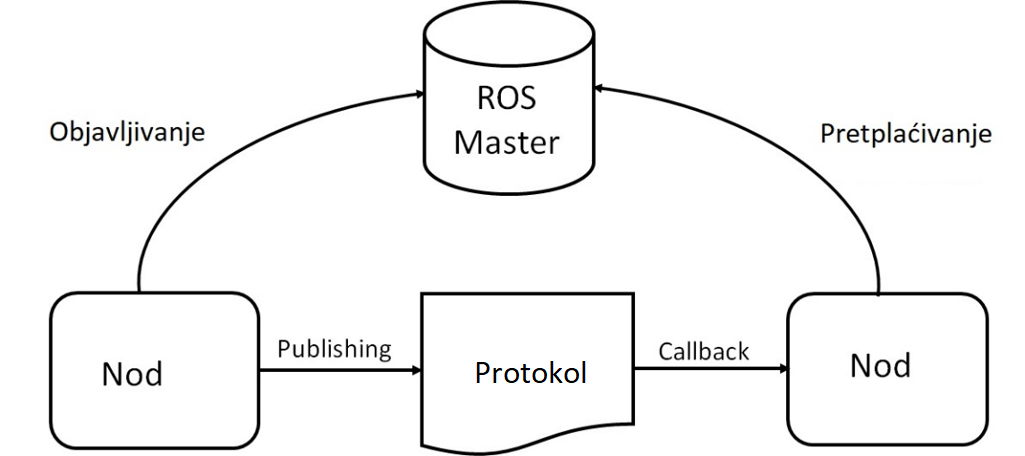 ROS
Master
Objavljivanje
Pretplaćivanje
Nod
Publishing
Protokol
Callback
Nod